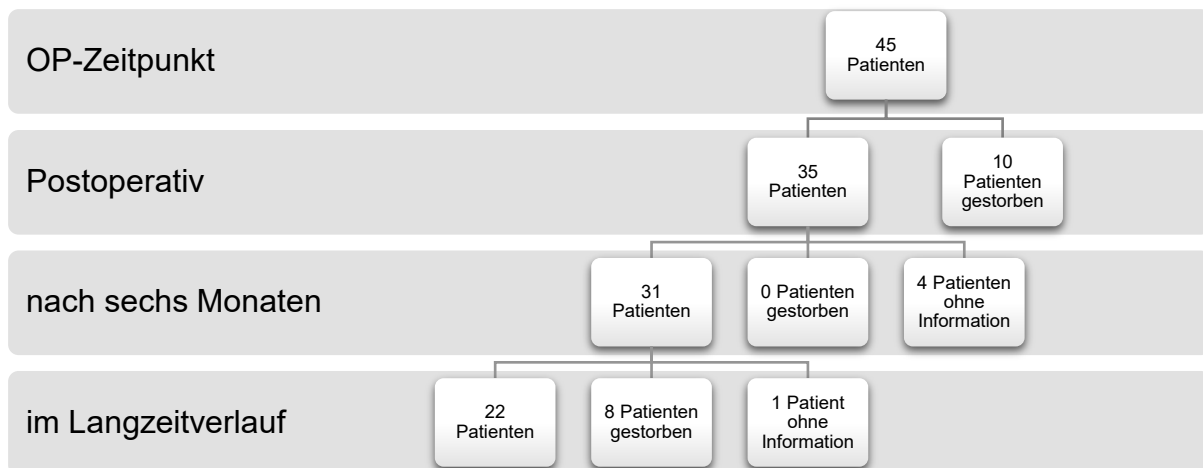 OP-Zeitpunkt
45
Patienten
Postoperativ
35
Patienten
10
Patienten
gestorben
nach sechs Monaten
31
Patienten
0 Patienten
gestorben
4 Patienten
ohne
Information
im Langzeitverlauf
22
Patienten
8 Patienten
gestorben
1 Patient
ohne
Information